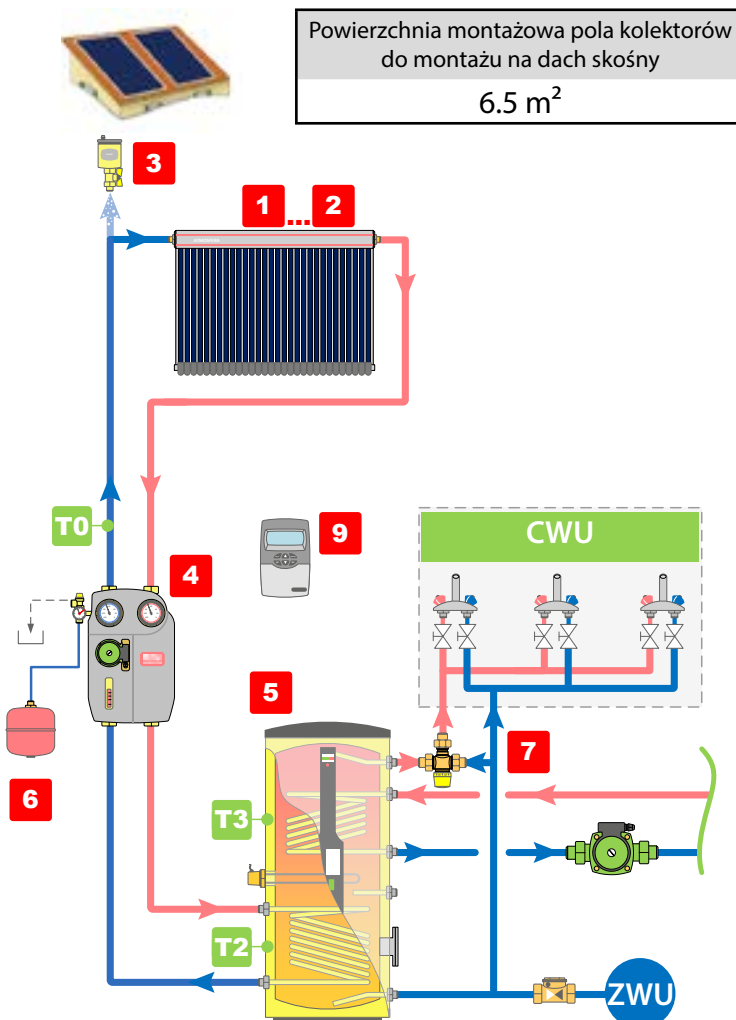 Powierzchnia montażowa pola kolektorów
do montażu na dach skośny
6.5 m²
3
1 ... 2
T0
4
9
CWU
5
6
7
T3
T2
ZWU